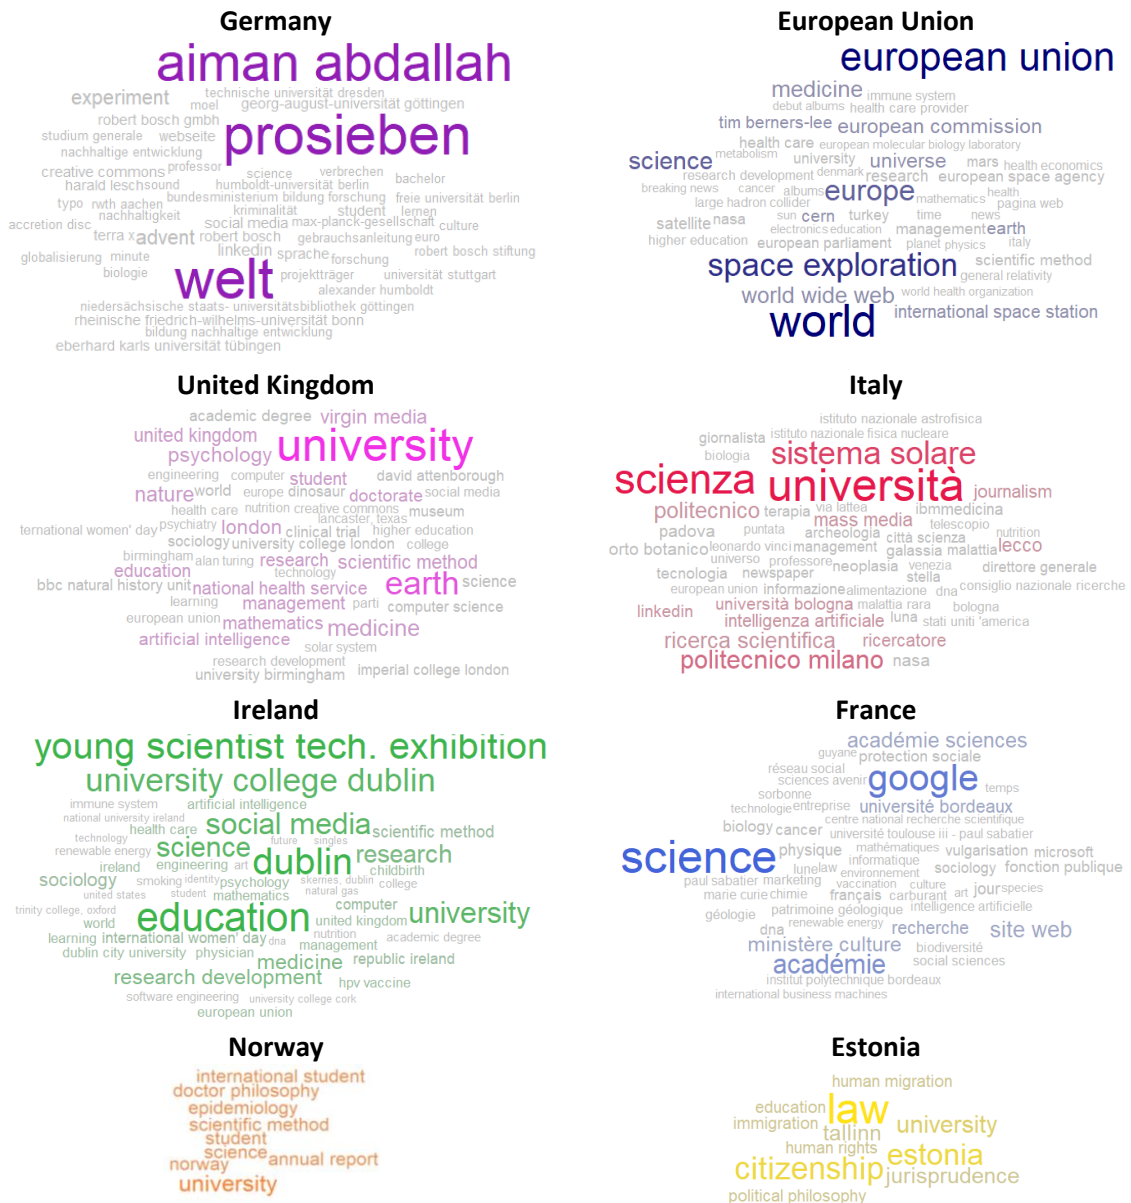 Germany
aiman abdallah
technische universität dresden
experiment
moel
georg-august-universität göttingen
robert bosch gmbh
prosieben
studium generale
webseite
nachhaltige entwicklung
creative commons
professor
science
verbrechen
bachelor
harald lesch
sound
humboldt-universität berlin
typo
rwth aachen
bundesministerium bildung forschung
freie universität berlin
nachhaltigkeit
kriminalität
student
lernen
accretion disc
social media
max-planck-gesellschaft
culture
terra x
advent
robert bosch
gebrauchsanleitung
euro
globalisierung
minute
linkedin
sprache
forschung
robert bosch stiftung
biologie
welt
projektträger
universität stuttgart
alexander humboldt
niedersächsische staats- universitätsbibliothek göttingen
rheinische friedrich-wilhelms-universität bonn
bildung nachhaltige entwicklung
eberhard karls universität tübingen
European Union
european union
medicine
immune system
debut albums
health care provider
tim berners-lee
european commission
health care
european molecular biology laboratory
science
metabolism
university
universe
mars
health economics
research development
denmark
research
european space agency
breaking news
cancer
albums
europe
mathematics
health
large hadron collider
pagina web
satellite
nasa
sun
cern
turkey
time
news
electronics
education
management
earth
higher education
european parliament
planet
physics
italy
space exploration
scientific method
general relativity
world wide web
world health organization
world
international space station
United Kingdom
academic degree
virgin media
united kingdom
university
psychology
engineering
computer
student
david attenborough
nature
world
europe
dinosaur
doctorate
social media
health care
nutrition
creative commons
museum
ternational women' day
psychiatry
london
lancaster, texas
clinical trial
higher education
sociology
university college london
college
birmingham
alan turing
research
scientific method
education
technology
bbc natural history unit
national health service
earth
science
learning
management
parti
computer science
european union
mathematics
medicine
artificial intelligence
solar system
research development
university birmingham
imperial college london
Italy
istituto nazionale astrofisica
giornalista
istituto nazionale fisica nucleare
biologia
sistema solare
scienza
università
journalism
politecnico
terapia
via lattea
ibm
medicina
padova
puntata
mass media
telescopio
archeologia
città scienza
nutrition
orto botanico
leonardo vinci
management
galassia
malattia
lecco
universo
professore
neoplasia
venezia
direttore generale
tecnologia
newspaper
stella
european union
informazione
alimentazione
dna
consiglio nazionale ricerche
linkedin
università bologna
malattia rara
bologna
intelligenza artificiale
luna
stati uniti 'america
ricerca scientifica
ricercatore
politecnico milano
nasa
Ireland
young scientist tech. exhibition
university college dublin
immune system
artificial intelligence
national university ireland
health care
social media
scientific method
technology
renewable energy
science
future
singles
research
ireland
engineering
art
dublin
childbirth
sociology
smoking
identity
psychology
skerries, dublin
college
united states
student
mathematics
natural gas
trinity college, oxford
education
computer
university
world
united kingdom
nutrition
learning
international women' day
dna
management
academic degree
dublin city university
physician
medicine
republic ireland
research development
hpv vaccine
software engineering
university college cork
european union
France
académie sciences
guyane
protection sociale
réseau social
sciences avenir
google
temps
sorbonne
technologie
entreprise
université bordeaux
centre national recherche scientifique
biology
cancer
université toulouse iii - paul sabatier
science
physique
mathématiques
vulgarisation
microsoft
informatique
lune
law
environnement
sociology
fonction publique
paul sabatier
marketing
vaccination
culture
marie curie
chimie
français
carburant
art
jour
species
patrimoine géologique
intelligence artificielle
géologie
renewable energy
dna
recherche
site web
ministère culture
biodiversité
académie
social sciences
institut polytechnique bordeaux
international business machines
Norway
international student
doctor philosophy
epidemiology
scientific method
student
science
norway
annual report
university
Estonia
human migration
education
law
immigration
tallinn
university
human rights
estonia
citizenship
jurisprudence
political philosophy